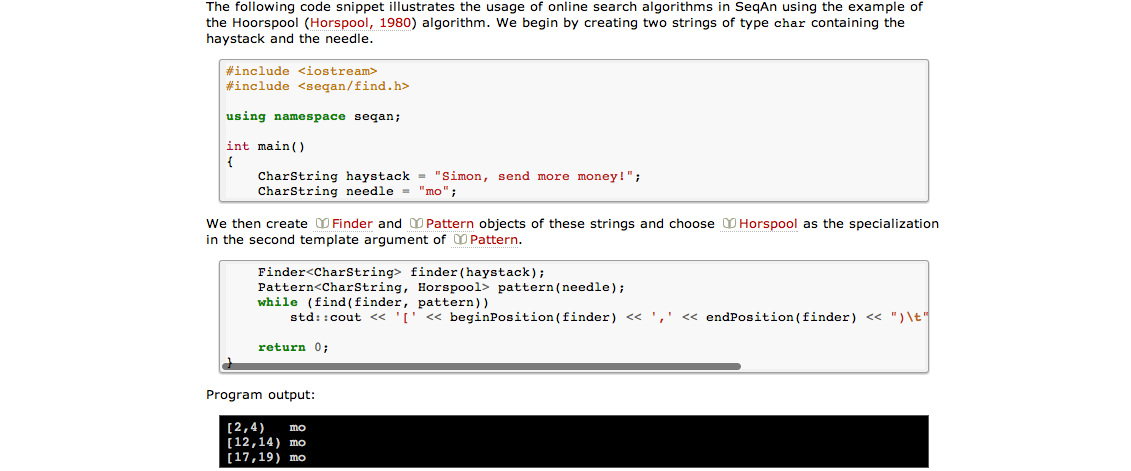 The following code snippet illustrates the usage of online search algorithms in SeqAn using the example of
the Hoorspool (Horspool, 1980) algorithm. We begin by creating two strings of type char containing the
haystack and the needle.
#include <iostream>
#include <seqan/find.h>
using namespace seqan;
int main()
{
CharString haystack = "Simon, send more money!";
CharString needle = "mo";
We then create Finder and Pattern objects of these strings and choose Horspool as the specialization
in the second template argument of Pattern.
Finder<CharString> finder(haystack);
Pattern<CharString, Horspool> pattern(needle);
while (find(finder, pattern))
std::cout << '[' << beginPosition(finder) << ',' << endPosition(finder) << ")\t"
return 0;
}
Program output:
[2,4) mo
[12,14) mo
[17,19) mo